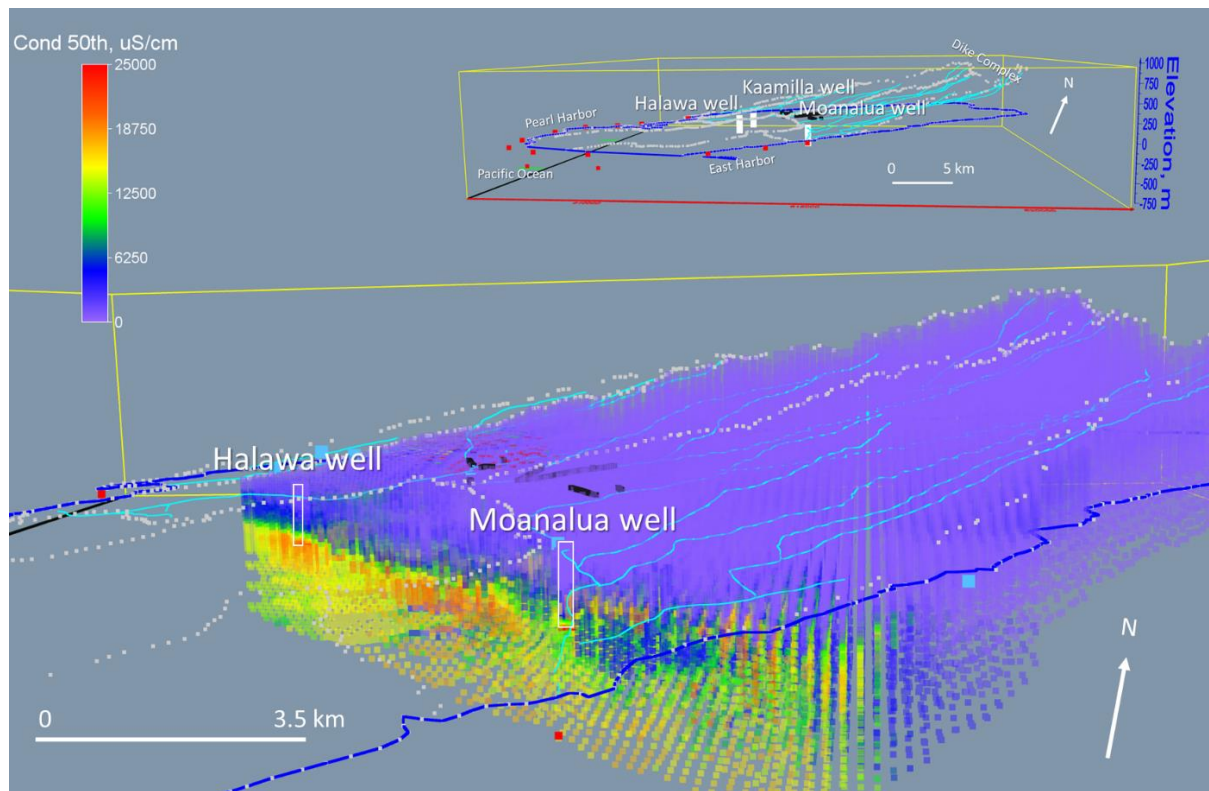 Cond 50th, uS/cm
25000
18750
12500
6250
0
Dike Complex
N
Kaamilla well
Halawa well
Moanalua well
Pearl Harbor
East Harbor
Pacific Ocean
0 5 km
Elevation, m
1000
750
500
250
0
-250
-500
-750
Halawa well
Moanalua well
N
0 3.5 km